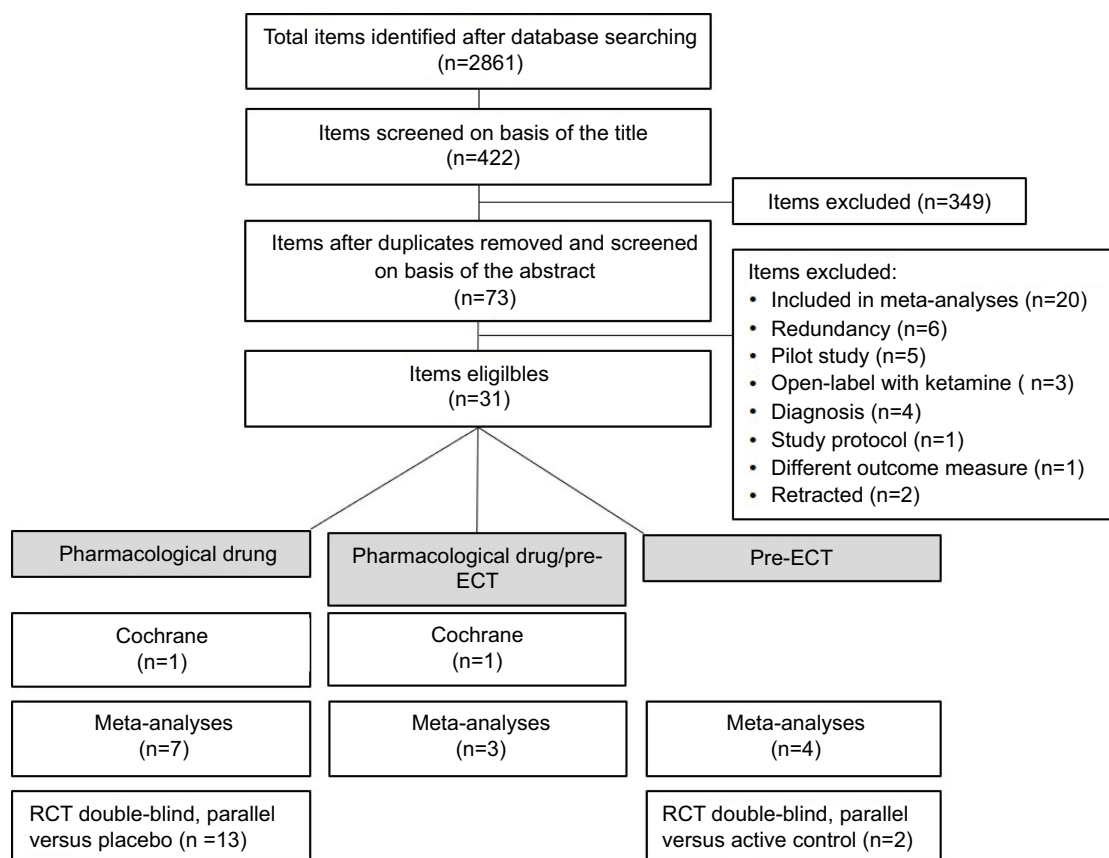 Total items identified after database searching
(n=2861)
Items screened on basis of the title
(n=422)
Items excluded (n=349)
Items after duplicates removed and screened
on basis of the abstract
(n=73)
Items excluded:
• Included in meta-analyses (n=20)
• Redundancy (n=6)
• Pilot study (n=5)
• Open-label with ketamine ( n=3)
• Diagnosis (n=4)
• Study protocol (n=1)
• Different outcome measure (n=1)
• Retracted (n=2)
Items eligilbles
(n=31)
Pharmacological drung
Pharmacological drug/pre-
ECT
Pre-ECT
Cochrane
(n=1)
Cochrane
(n=1)
Meta-analyses
(n=7)
Meta-analyses
(n=3)
Meta-analyses
(n=4)
RCT double-blind, parallel
versus placebo (n =13)
RCT double-blind, parallel
versus active control (n=2)